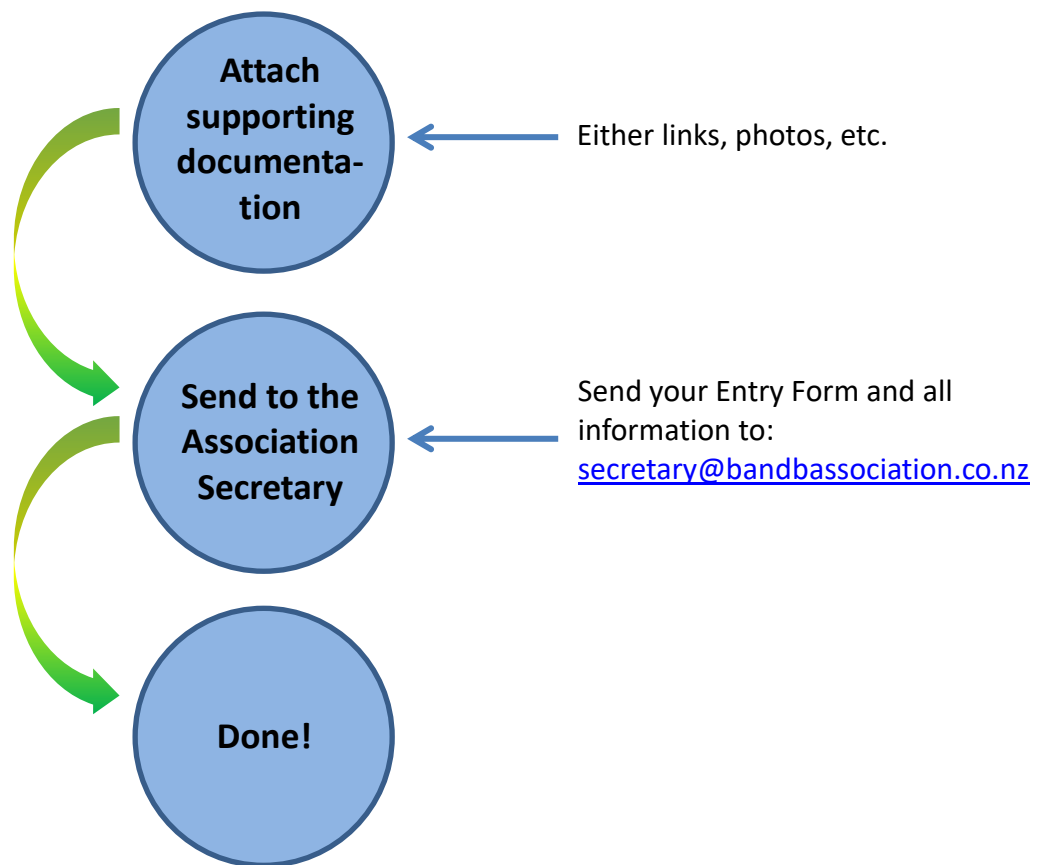 Attach
supporting
documenta-
tion
Either links, photos, etc.
Send to the
Association
Secretary
Send your Entry Form and all
information to:
secretary@bandbassociation.co.nz
Done!